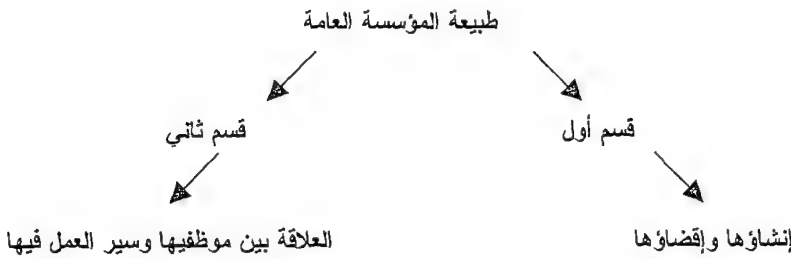 طبيعة المؤسسة العامة
قسم أول
قسم ثاني
إنشاؤها وإقضاؤها
العلاقة بين موظفيها وسير العمل فيها